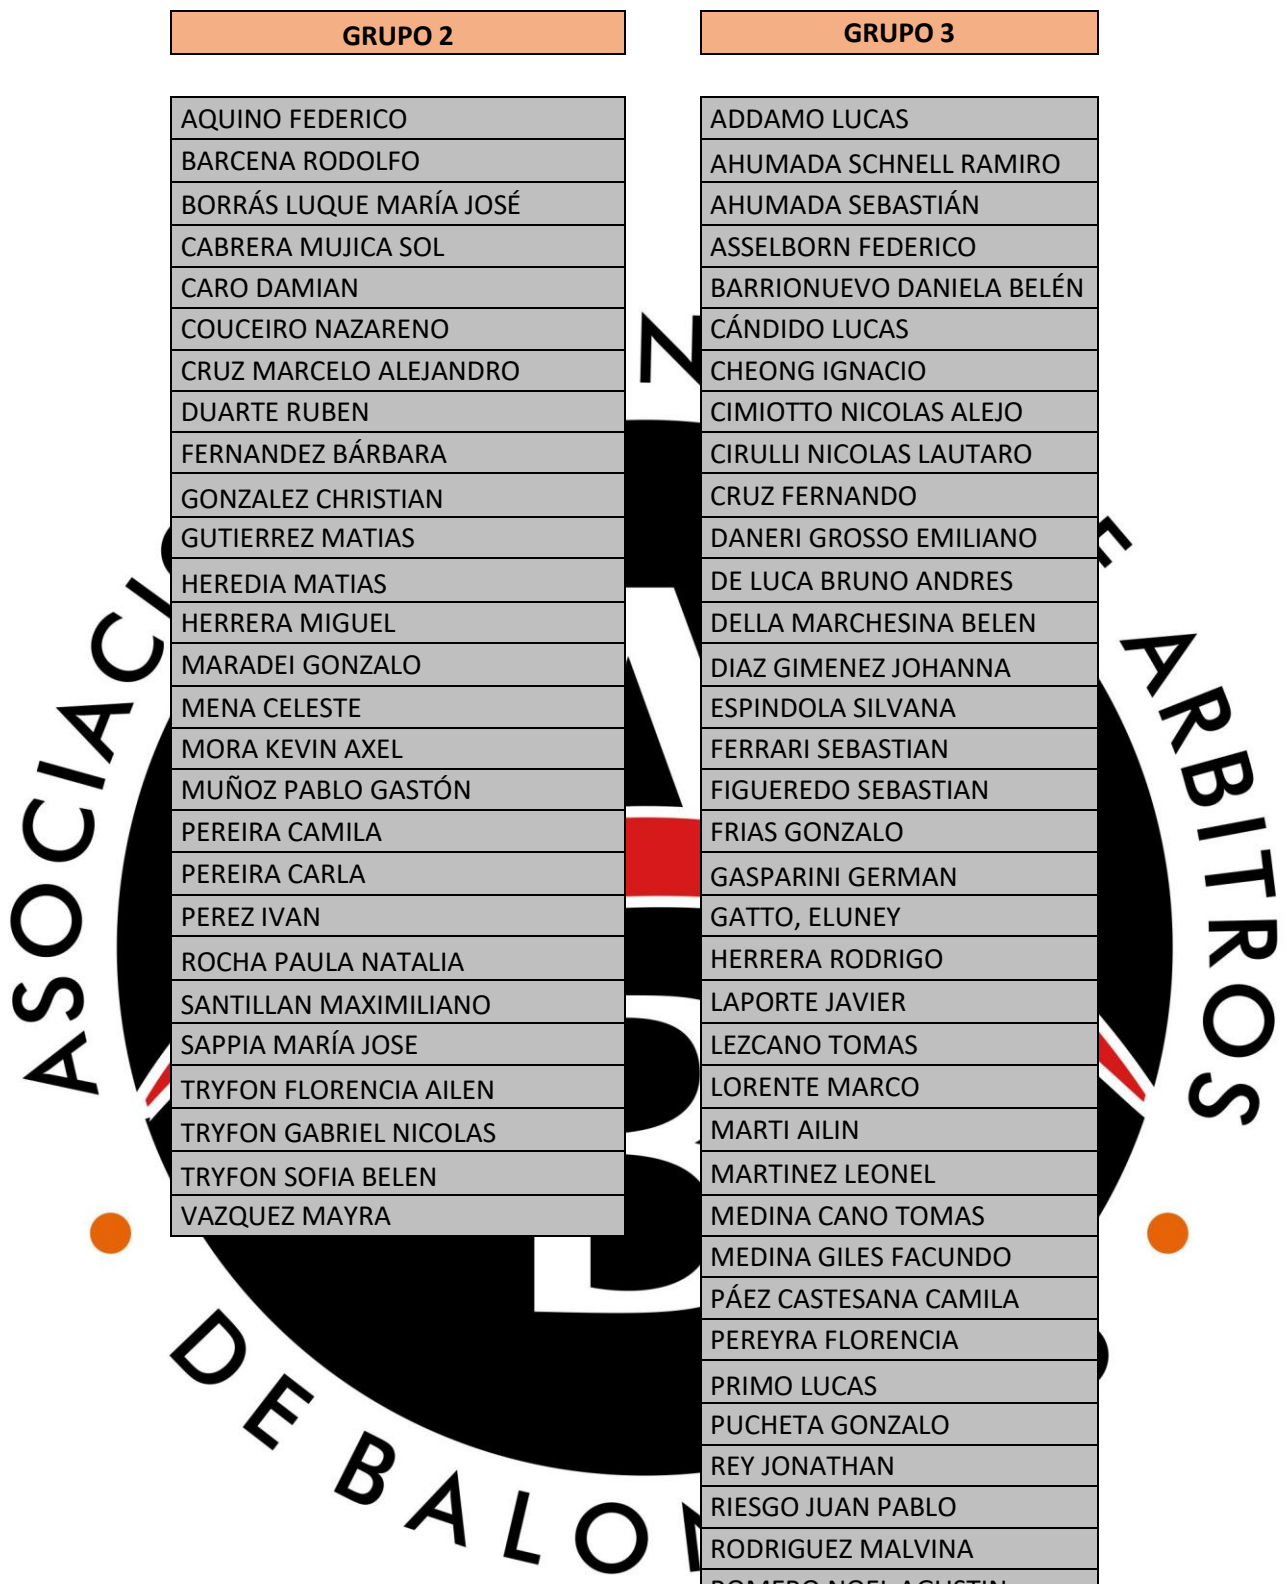 GRUPO 2
AQUINO FEDERICO
BARCENA RODOLFO
BORRÁS LUQUE MARÍA JOSÉ
CABRERA MUJICA SOL
CARO DAMIAN
COUCEIRO NAZARENO
CRUZ MARCELO ALEJANDRO
DUARTE RUBEN
FERNANDEZ BÁRBARA
GONZALEZ CHRISTIAN
GUTIERREZ MATIAS
HEREDIA MATIAS
HERRERA MIGUEL
MARADEI GONZALO
MENA CELESTE
MORA KEVIN AXEL
MUÑOZ PABLO GASTÓN
PEREIRA CAMILA
PEREIRA CARLA
PEREZ IVAN
ROCHA PAULA NATALIA
SANTILLAN MAXIMILIANO
SAPPIA MARÍA JOSE
TRYFON FLORENCIA AILEN
TRYFON GABRIEL NICOLAS
TRYFON SOFIA BELEN
VAZQUEZ MAYRA
GRUPO 3
ADDAMO LUCAS
AHUMADA SCHNELL RAMIRO
AHUMADA SEBASTIÁN
ASSELBORN FEDERICO
BARRIONUEVO DANIELA BELÉN
CÁNDIDO LUCAS
CHEONG IGNACIO
CIMIOTTO NICOLAS ALEJO
CIRULLI NICOLAS LAUTARO
CRUZ FERNANDO
DANERI GROSSO EMILIANO
DE LUCA BRUNO ANDRES
DELLA MARCHESINA BELEN
DIAZ GIMENEZ JOHANNA
ESPINDOLA SILVANA
FERRARI SEBASTIAN
FIGUEREDO SEBASTIAN
FRIAS GONZALO
GASPARINI GERMAN
GATTO, ELUNEY
HERRERA RODRIGO
LAPORTE JAVIER
LEZCANO TOMAS
LORENTE MARCO
MARTI AILIN
MARTINEZ LEONEL
MEDINA CANO TOMAS
MEDINA GILES FACUNDO
PÁEZ CASTESANA CAMILA
PEREYRA FLORENCIA
PRIMO LUCAS
PUCHETA GONZALO
REY JONATHAN
RIESGO JUAN PABLO
RODRIGUEZ MALVINA
ROMERO NOEL AGUSTIN
ARBITROS